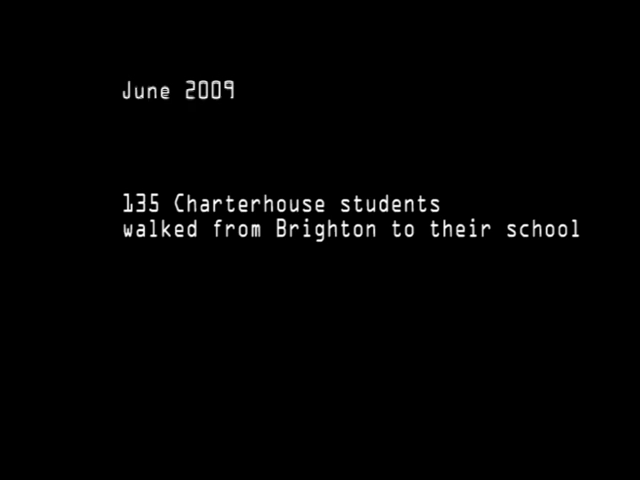 June 2009
135 Charterhouse students
walked from Brighton to their school